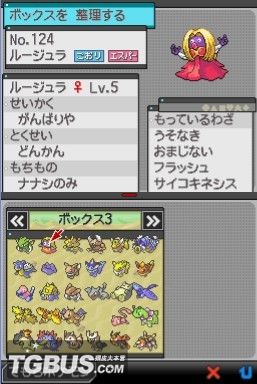 ボックスを 整理する
No.124
ルージュラ
こおり エスパー
ルージュラ ♀ Lv.5
せいかく
がんばりや
とくせい
どんかん
もちもの
ナナシのみ
もっているわざ
うそなき
おまじない
フラッシュ
サイコキネシス
ボックス3
TGBUS.COM